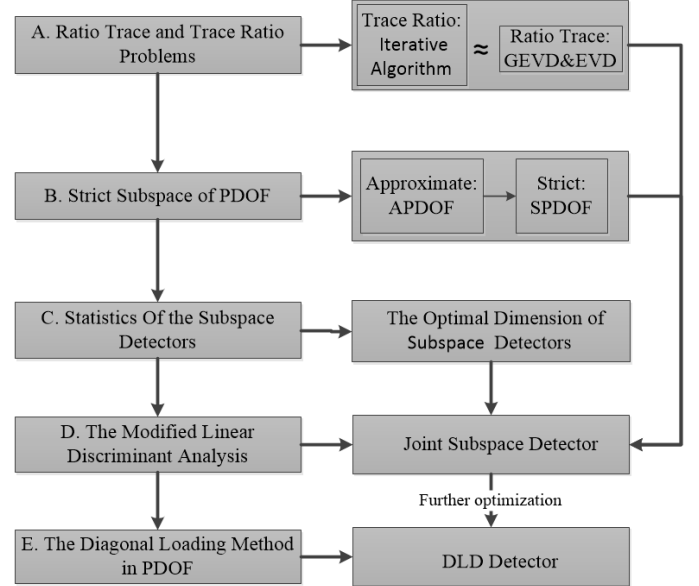 A. Ratio Trace and Trace Ratio
Problems
Trace Ratio:
Iterative
Algorithm
≈
Ratio Trace:
GEVD&EVD
B. Strict Subspace of PDOF
Approximate:
APDOF
Strict:
SPDOF
C. Statistics Of the Subspace
Detectors
The Optimal Dimension of
Subspace Detectors
D. The Modified Linear
Discriminant Analysis
Joint Subspace Detector
Further optimization
E. The Diagonal Loading Method
in PDOF
DLD Detector